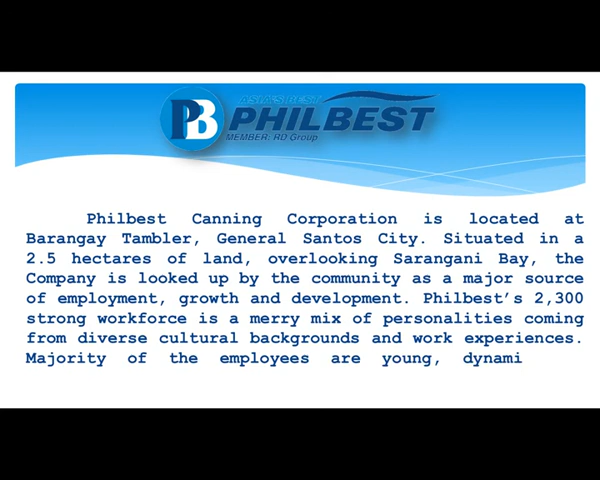 ASIA'S BEST
PB PHILBEST
MEMBER: RD Group
Philbest Canning Corporation is located at
Barangay Tambler, General Santos City. Situated in a
2.5 hectares of land, overlooking Sarangani Bay, the
Company is looked up by the community as a major source
of employment, growth and development. Philbest's 2,300
strong workforce is a merry mix of personalities coming
from diverse cultural backgrounds and work experiences.
Majority of the employees are young, dynami